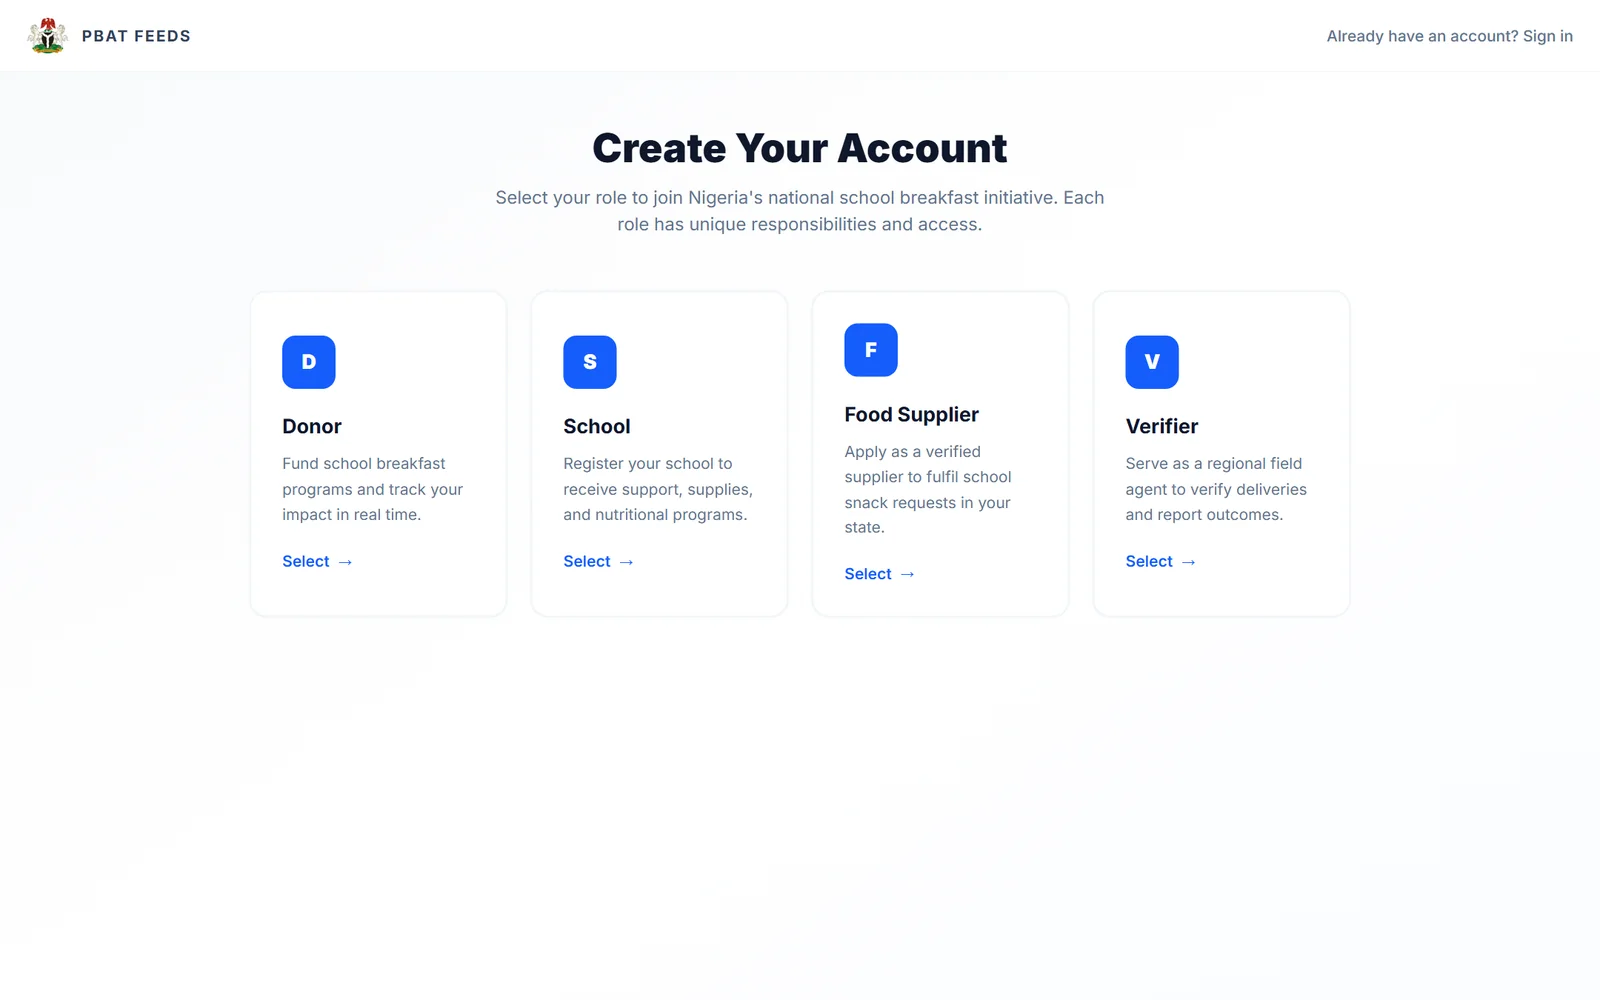 PBAT FEEDS
Already have an account? Sign in
Create Your Account
Select your role to join Nigeria's national school breakfast initiative. Each
role has unique responsibilities and access.
D
Donor
Fund school breakfast
programs and track your
impact in real time.
Select →
S
School
Register your school to
receive support, supplies,
and nutritional programs.
Select →
F
Food Supplier
Apply as a verified
supplier to fulfil school
snack requests in your
state.
Select →
V
Verifier
Serve as a regional field
agent to verify deliveries
and report outcomes.
Select →